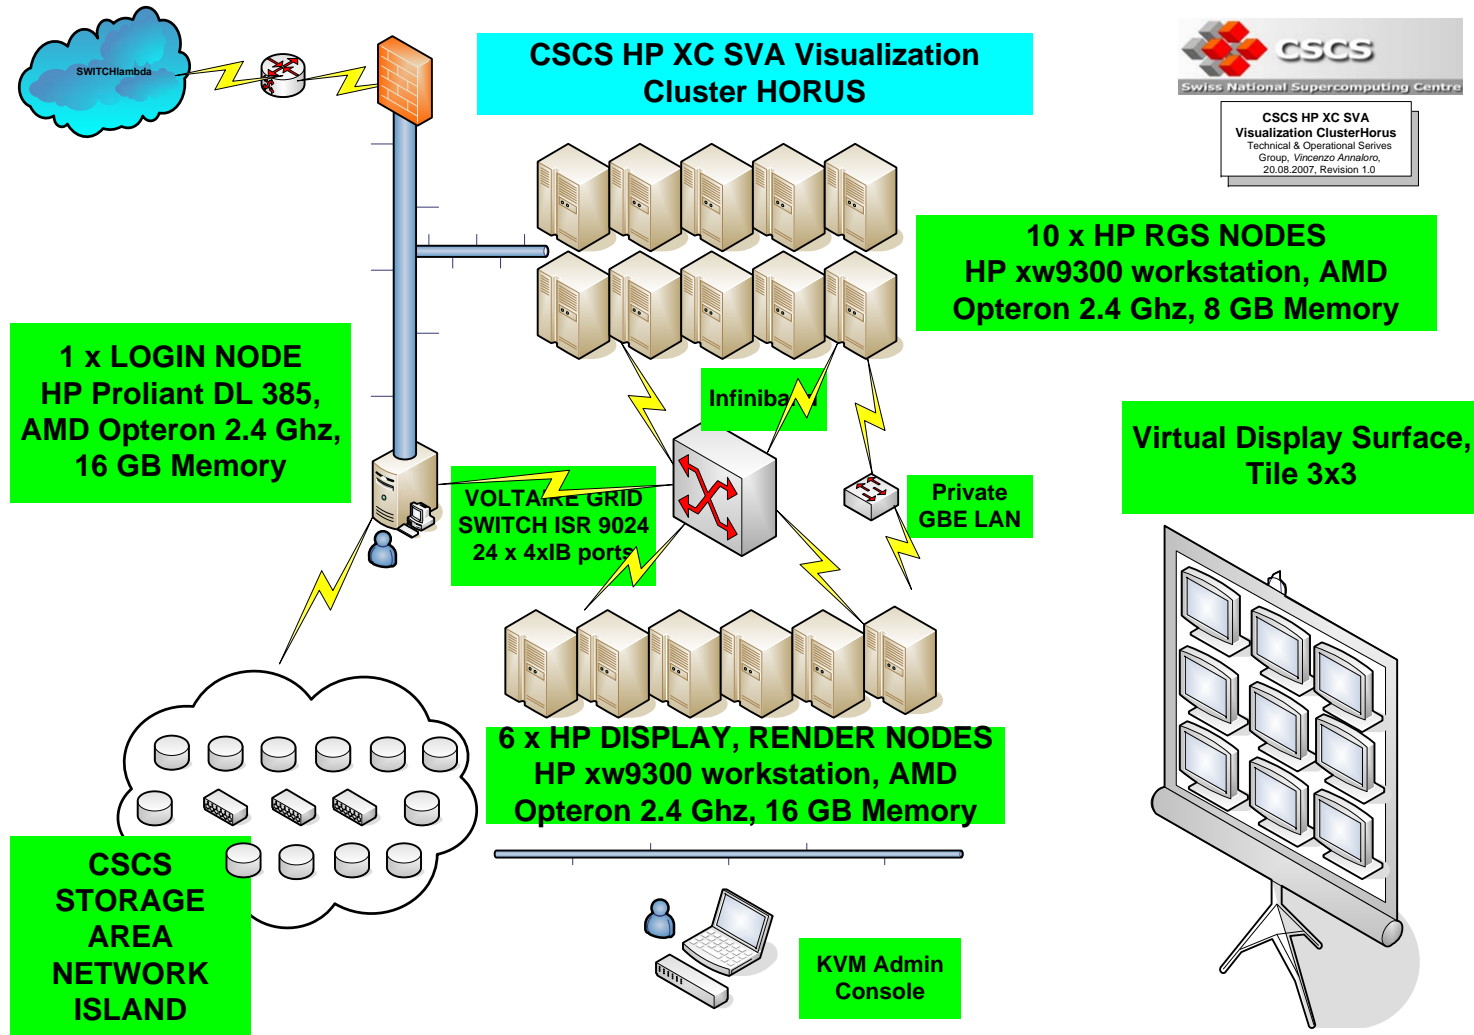 SWITCHlambda
CSCS HP XC SVA Visualization
Cluster HORUS
CSCS
Swiss National Supercomputing Centre
CSCS HP XC SVA
Visualization ClusterHorus
Technical & Operational Serives
Group, Vincenzo Annaloro,
20.08.2007, Revision 1.0
10 x HP RGS NODES
HP xw9300 workstation, AMD
Opteron 2.4 Ghz, 8 GB Memory
1 x LOGIN NODE
HP Proliant DL 385,
AMD Opteron 2.4 Ghz,
16 GB Memory
Infiniband
Virtual Display Surface,
Tile 3x3
VOLTAIRE GRID
SWITCH ISR 9024
24 x 4xIB ports
Private
GBE LAN
6 x HP DISPLAY, RENDER NODES
HP xw9300 workstation, AMD
Opteron 2.4 Ghz, 16 GB Memory
CSCS
STORAGE
AREA
NETWORK
ISLAND
KVM Admin
Console